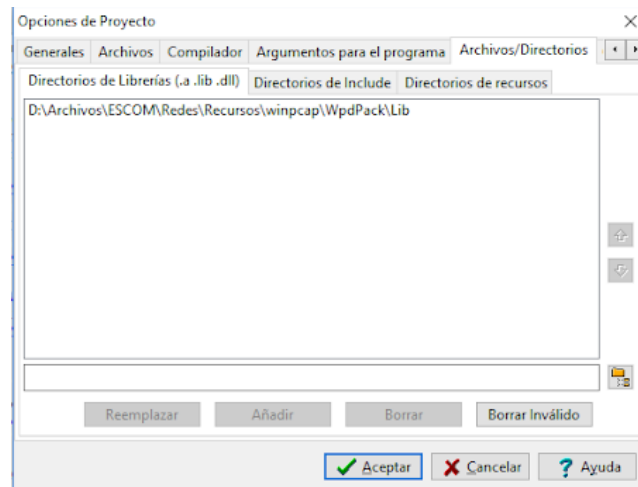 Opciones de Proyecto
Generales Archivos Compilador Argumentos para el programa Archivos/Directorios
Directorios de Librerías (.a .lib .dll) Directorios de Include Directorios de recursos
D:\Archivos\ESCOM\Redes\Recursos\winpcap\WpdPack\Lib
Reemplazar Añadir Borrar Borrar Inválido
Aceptar Cancelar Ayuda